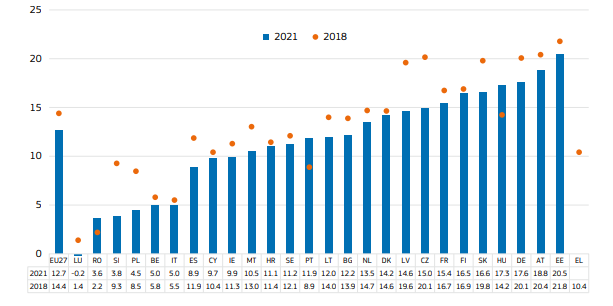 25
2021 2018
20
15
10
5
0
EU27 LU RO SI PL BE IT ES CY IE MT HR SE PT LT BG NL DK LV CZ FR FI SK HU DE AT EE EL
2021 12.7 -0.2 3.6 3.8 4.5 5.0 5.0 8.9 9.7 9.9 10.5 11.1 11.2 11.9 12.0 12.2 13.5 14.2 14.6 15.0 15.4 16.5 16.6 17.3 17.6 18.8 20.5
2018 14.4 1.4 2.2 9.3 8.5 5.8 5.5 11.9 10.4 11.3 13.0 11.4 12.1 8.9 14.0 13.9 14.7 14.6 19.6 20.1 16.7 16.9 19.8 14.2 20.1 20.4 21.8 10.4